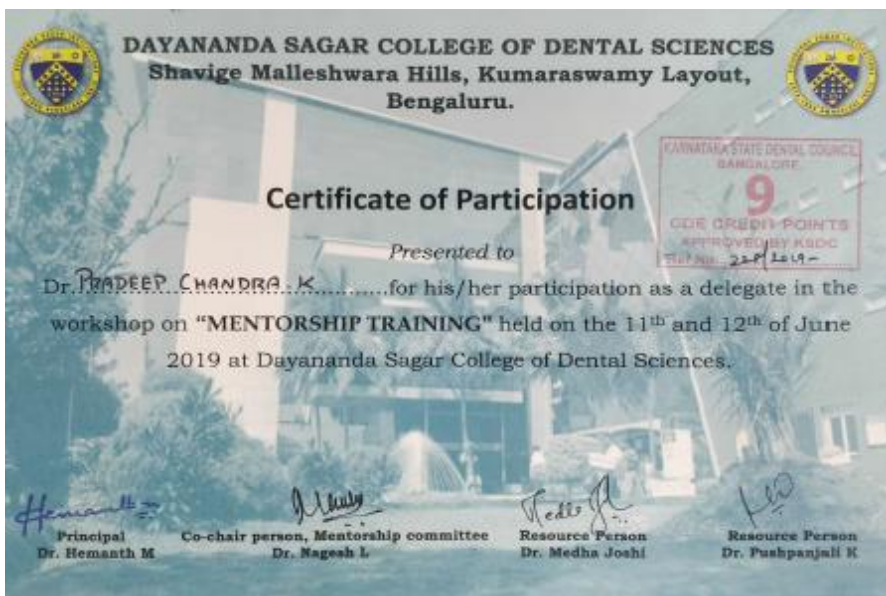 DAYANANDA SAGAR COLLEGE OF DENTAL SCIENCES
Shavige Malleshwara Hills, Kumaraswamy Layout,
Bengaluru.
KARNATAKA STATE DENTAL COUNCIL
BANGALORE
9
CDE CREDIT POINTS
APPROVED BY KSDC
Ref No. 228/2019-
Certificate of Participation
Presented to
Dr. PRADEEP CHANDRA. K ..........for his/her participation as a delegate in the
workshop on "MENTORSHIP TRAINING" held on the 11th and 12th of June
2019 at Dayananda Sagar College of Dental Sciences.
Principal
Dr. Hemanth M
Co-chair person, Mentorship committee
Dr. Nagesh L
Resource Person
Dr. Medha Joshi
Resource Person
Dr. Pushpanjali K